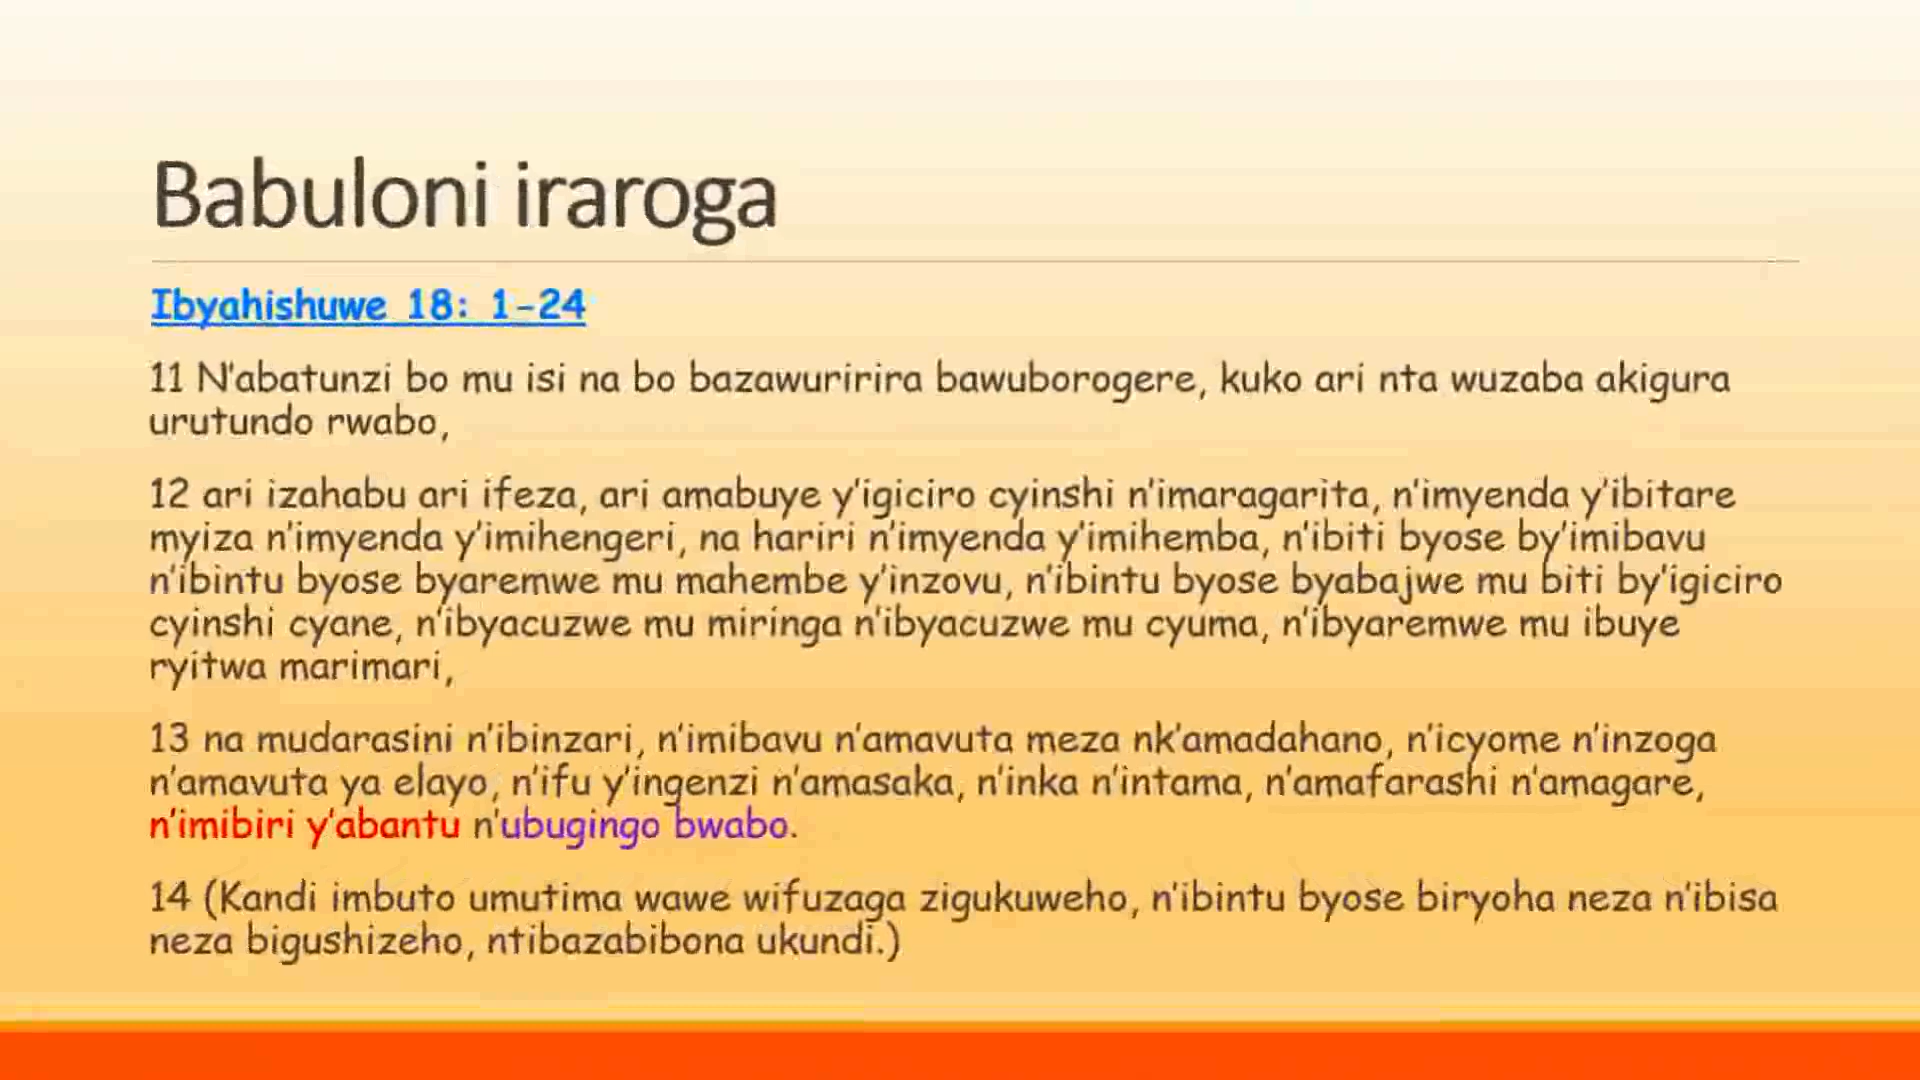 Babuloni iraroga
Ibyahishuwe 18: 1-24
11 N'abatunzi bo mu isi na bo bazawuririra bawuborogere, kuko ari nta wuzaba akigura
urutundo rwabo,
12 ari izahabu ari ifeza, ari amabuye y'igiciro cyinshi n'imaragarita, n'imyenda y'ibitare
myiza n'imyenda y'imihengeri, na hariri n'imyenda y'imihemba, n'ibiti byose by'imibavu
n'ibintu byose byaremwe mu mahembe y'inzovu, n'ibintu byose byabajwe mu biti by'igiciro
cyinshi cyane, n'ibyacuzwe mu miringa n'ibyacuzwe mu cyuma, n'ibyaremwe mu ibuye
ryitwa marimari,
13 na mudarasini n'ibinzari, n'imibavu n'amavuta meza nk'amadahano, n'icyome n'inzoga
n'amavuta ya elayo, n'ifu y'ingenzi n'amasaka, n'inka n'intama, n'amafarashi n'amagare,
n'imibiri y'abantu n'ubugingo bwabo.
14 (Kandi imbuto umutima wawe wifuzaga zigukuweho, n'ibintu byose biryoha neza n'ibisa
neza bigushizeho, ntibazabibona ukundi.)